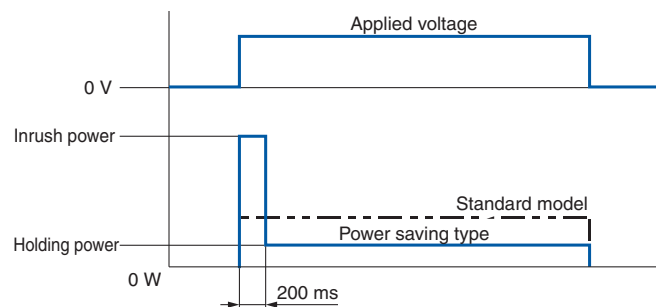 Applied voltage
0 V
Inrush power
Standard model
Power saving type
Holding power
0 W
200 ms